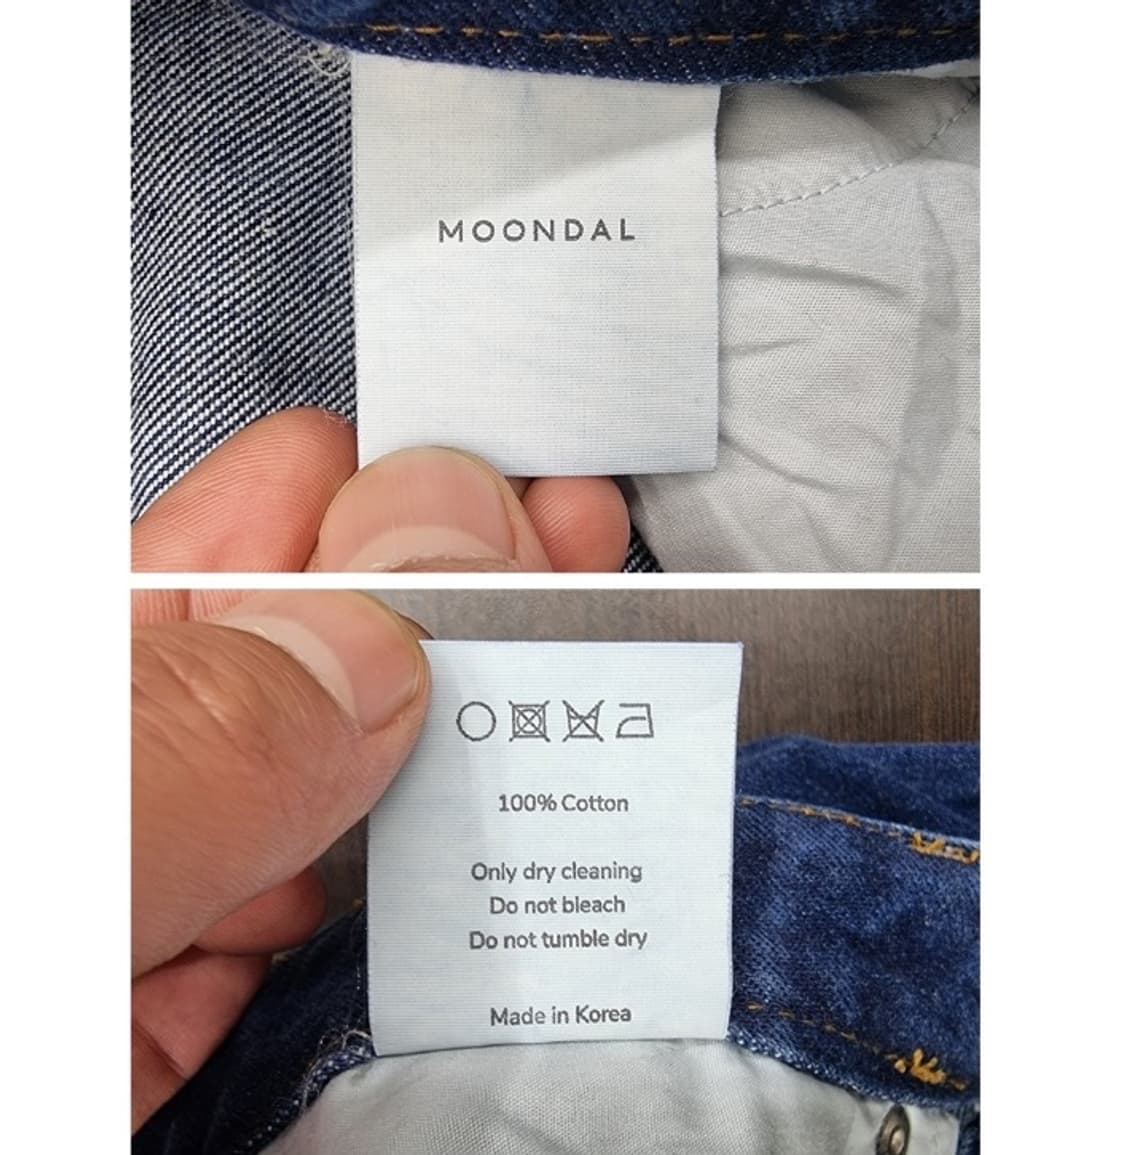 MOONDAL
100% Cotton
Only dry cleaning
Do not bleach
Do not tumble dry
Made in Korea